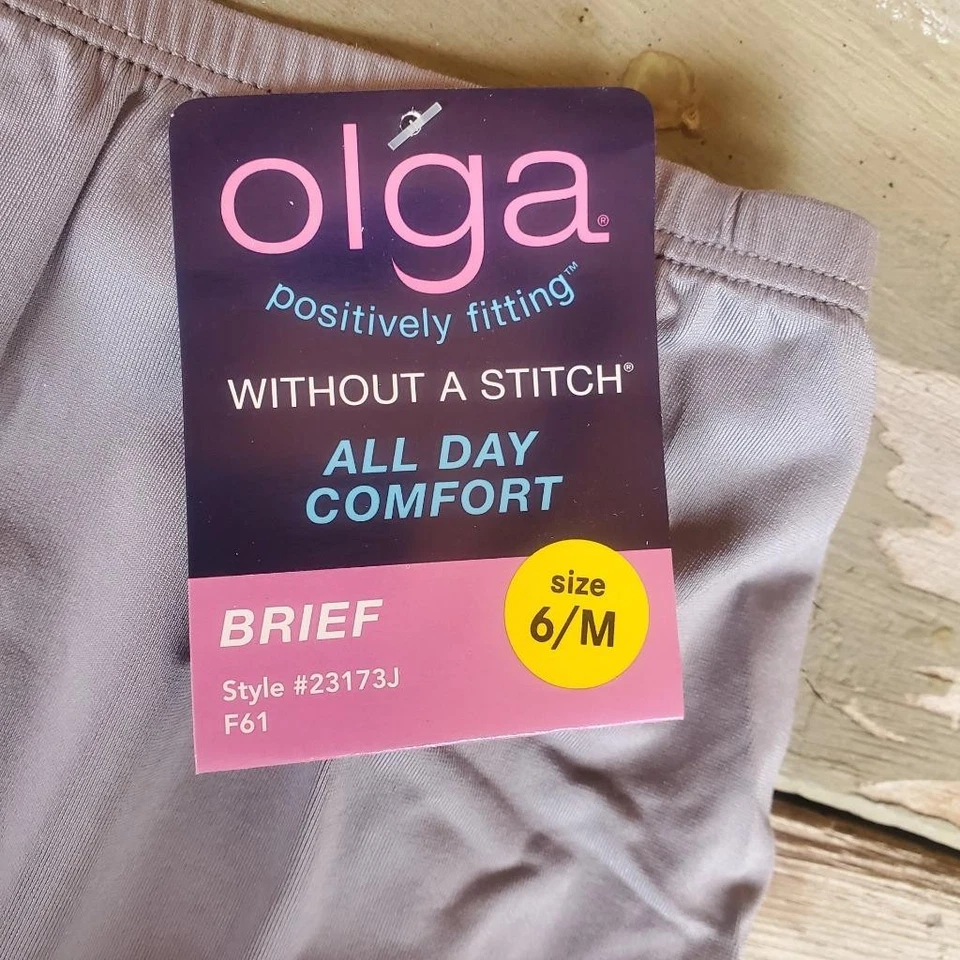 olga®
positively fitting™
WITHOUT A STITCH®
ALL DAY
COMFORT
BRIEF
size
6/M
Style #23173J
F61